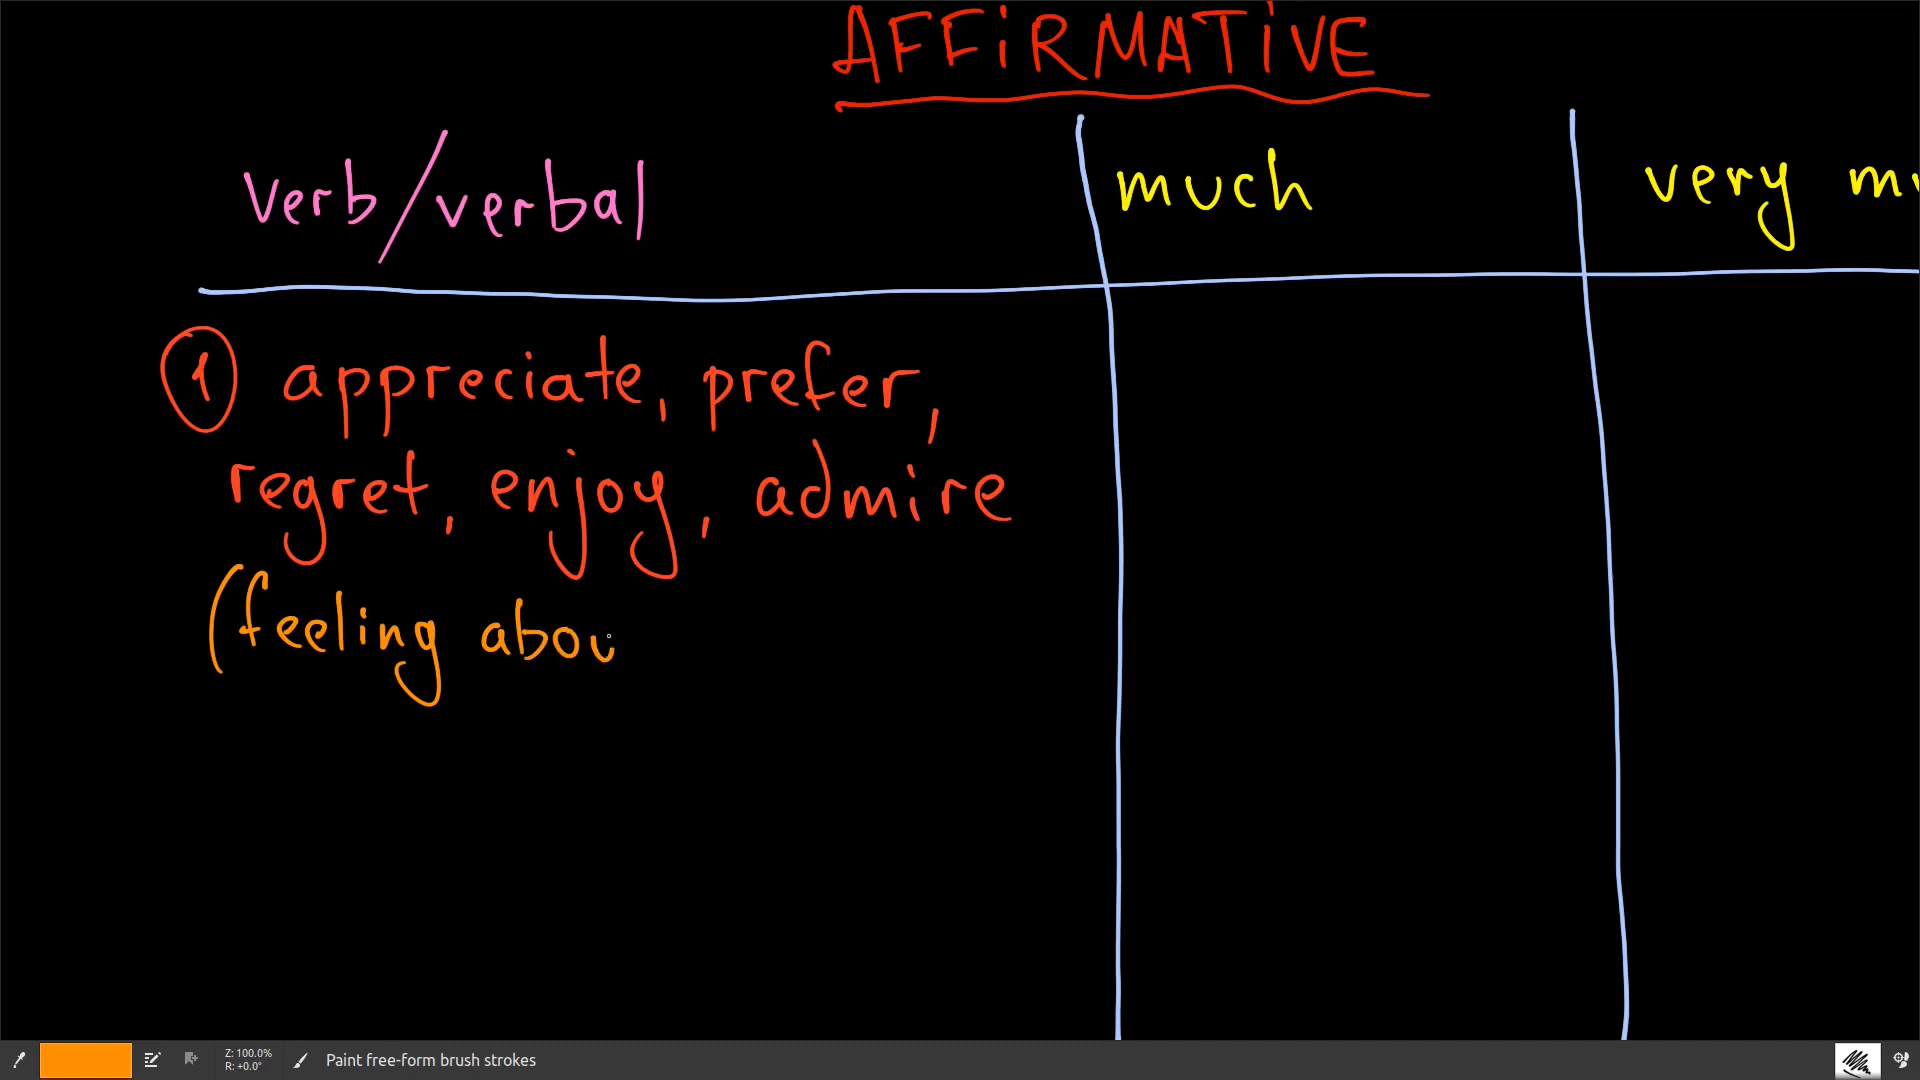 AFFiRMATiVE
Verb/verbal
much
very mu
1 appreciate, prefer,
regret, enjoy, admire
(feeling abou
Z: 100.0%
R: +0.0°
Paint free-form brush strokes